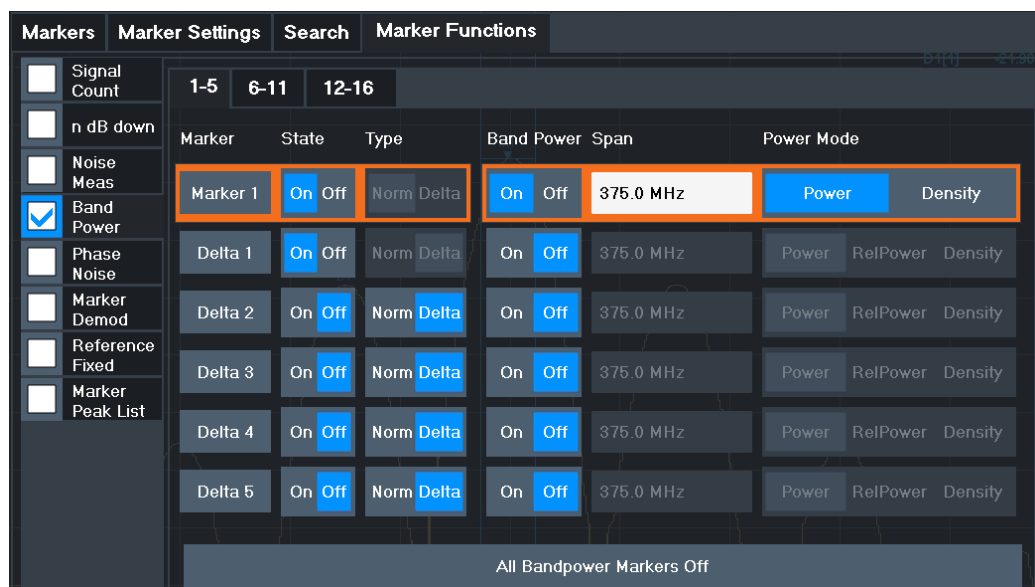 Markers Marker Settings Search Marker Functions
D1[1] -21.90
Signal
Count
n dB down
Noise
Meas
Band
Power
Phase
Noise
Marker
Demod
Reference
Fixed
Marker
Peak List
1-5 6-11 12-16
Marker State Type Band Power Span Power Mode
Marker 1 On Off Norm Delta On Off 375.0 MHz Power Density
Delta 1 On Off Norm Delta On Off 375.0 MHz Power RelPower Density
Delta 2 On Off Norm Delta On Off 375.0 MHz Power RelPower Density
Delta 3 On Off Norm Delta On Off 375.0 MHz Power RelPower Density
Delta 4 On Off Norm Delta On Off 375.0 MHz Power RelPower Density
Delta 5 On Off Norm Delta On Off 375.0 MHz Power RelPower Density
All Bandpower Markers Off